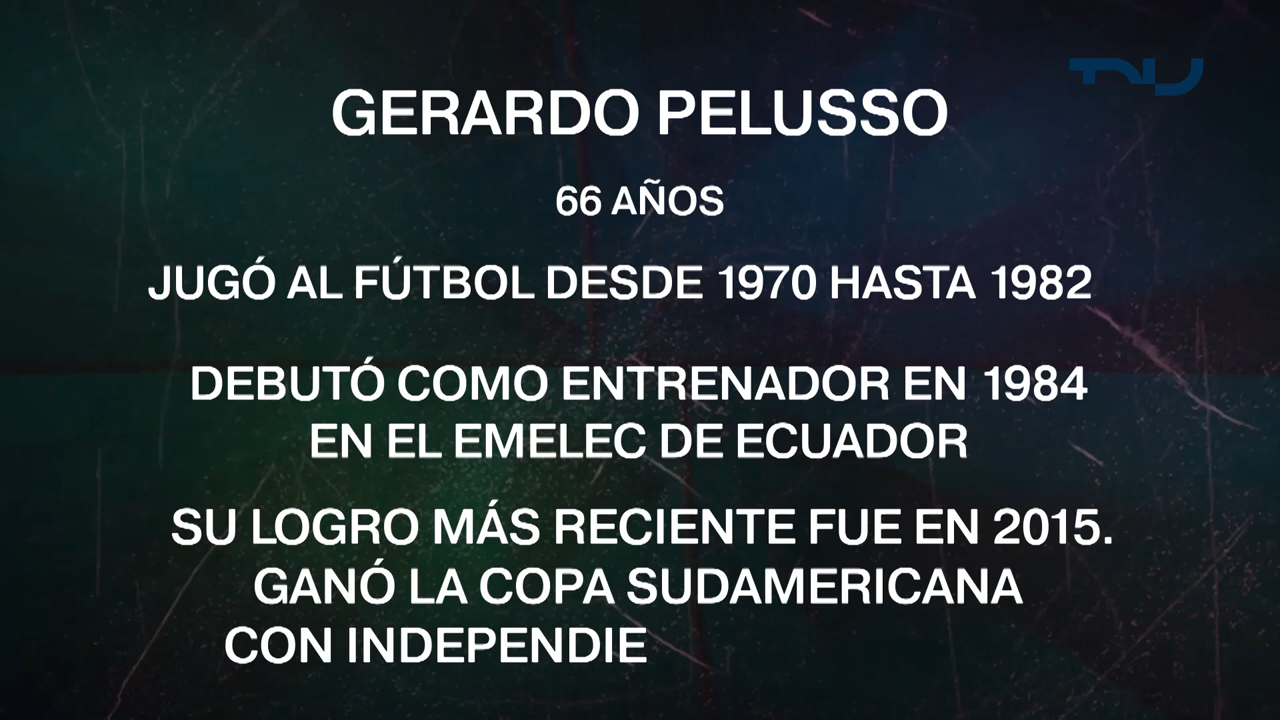 TNU
GERARDO PELUSSO
66 AÑOS
JUGÓ AL FÚTBOL DESDE 1970 HASTA 1982
DEBUTÓ COMO ENTRENADOR EN 1984
EN EL EMELEC DE ECUADOR
SU LOGRO MÁS RECIENTE FUE EN 2015.
GANÓ LA COPA SUDAMERICANA
CON INDEPENDIE